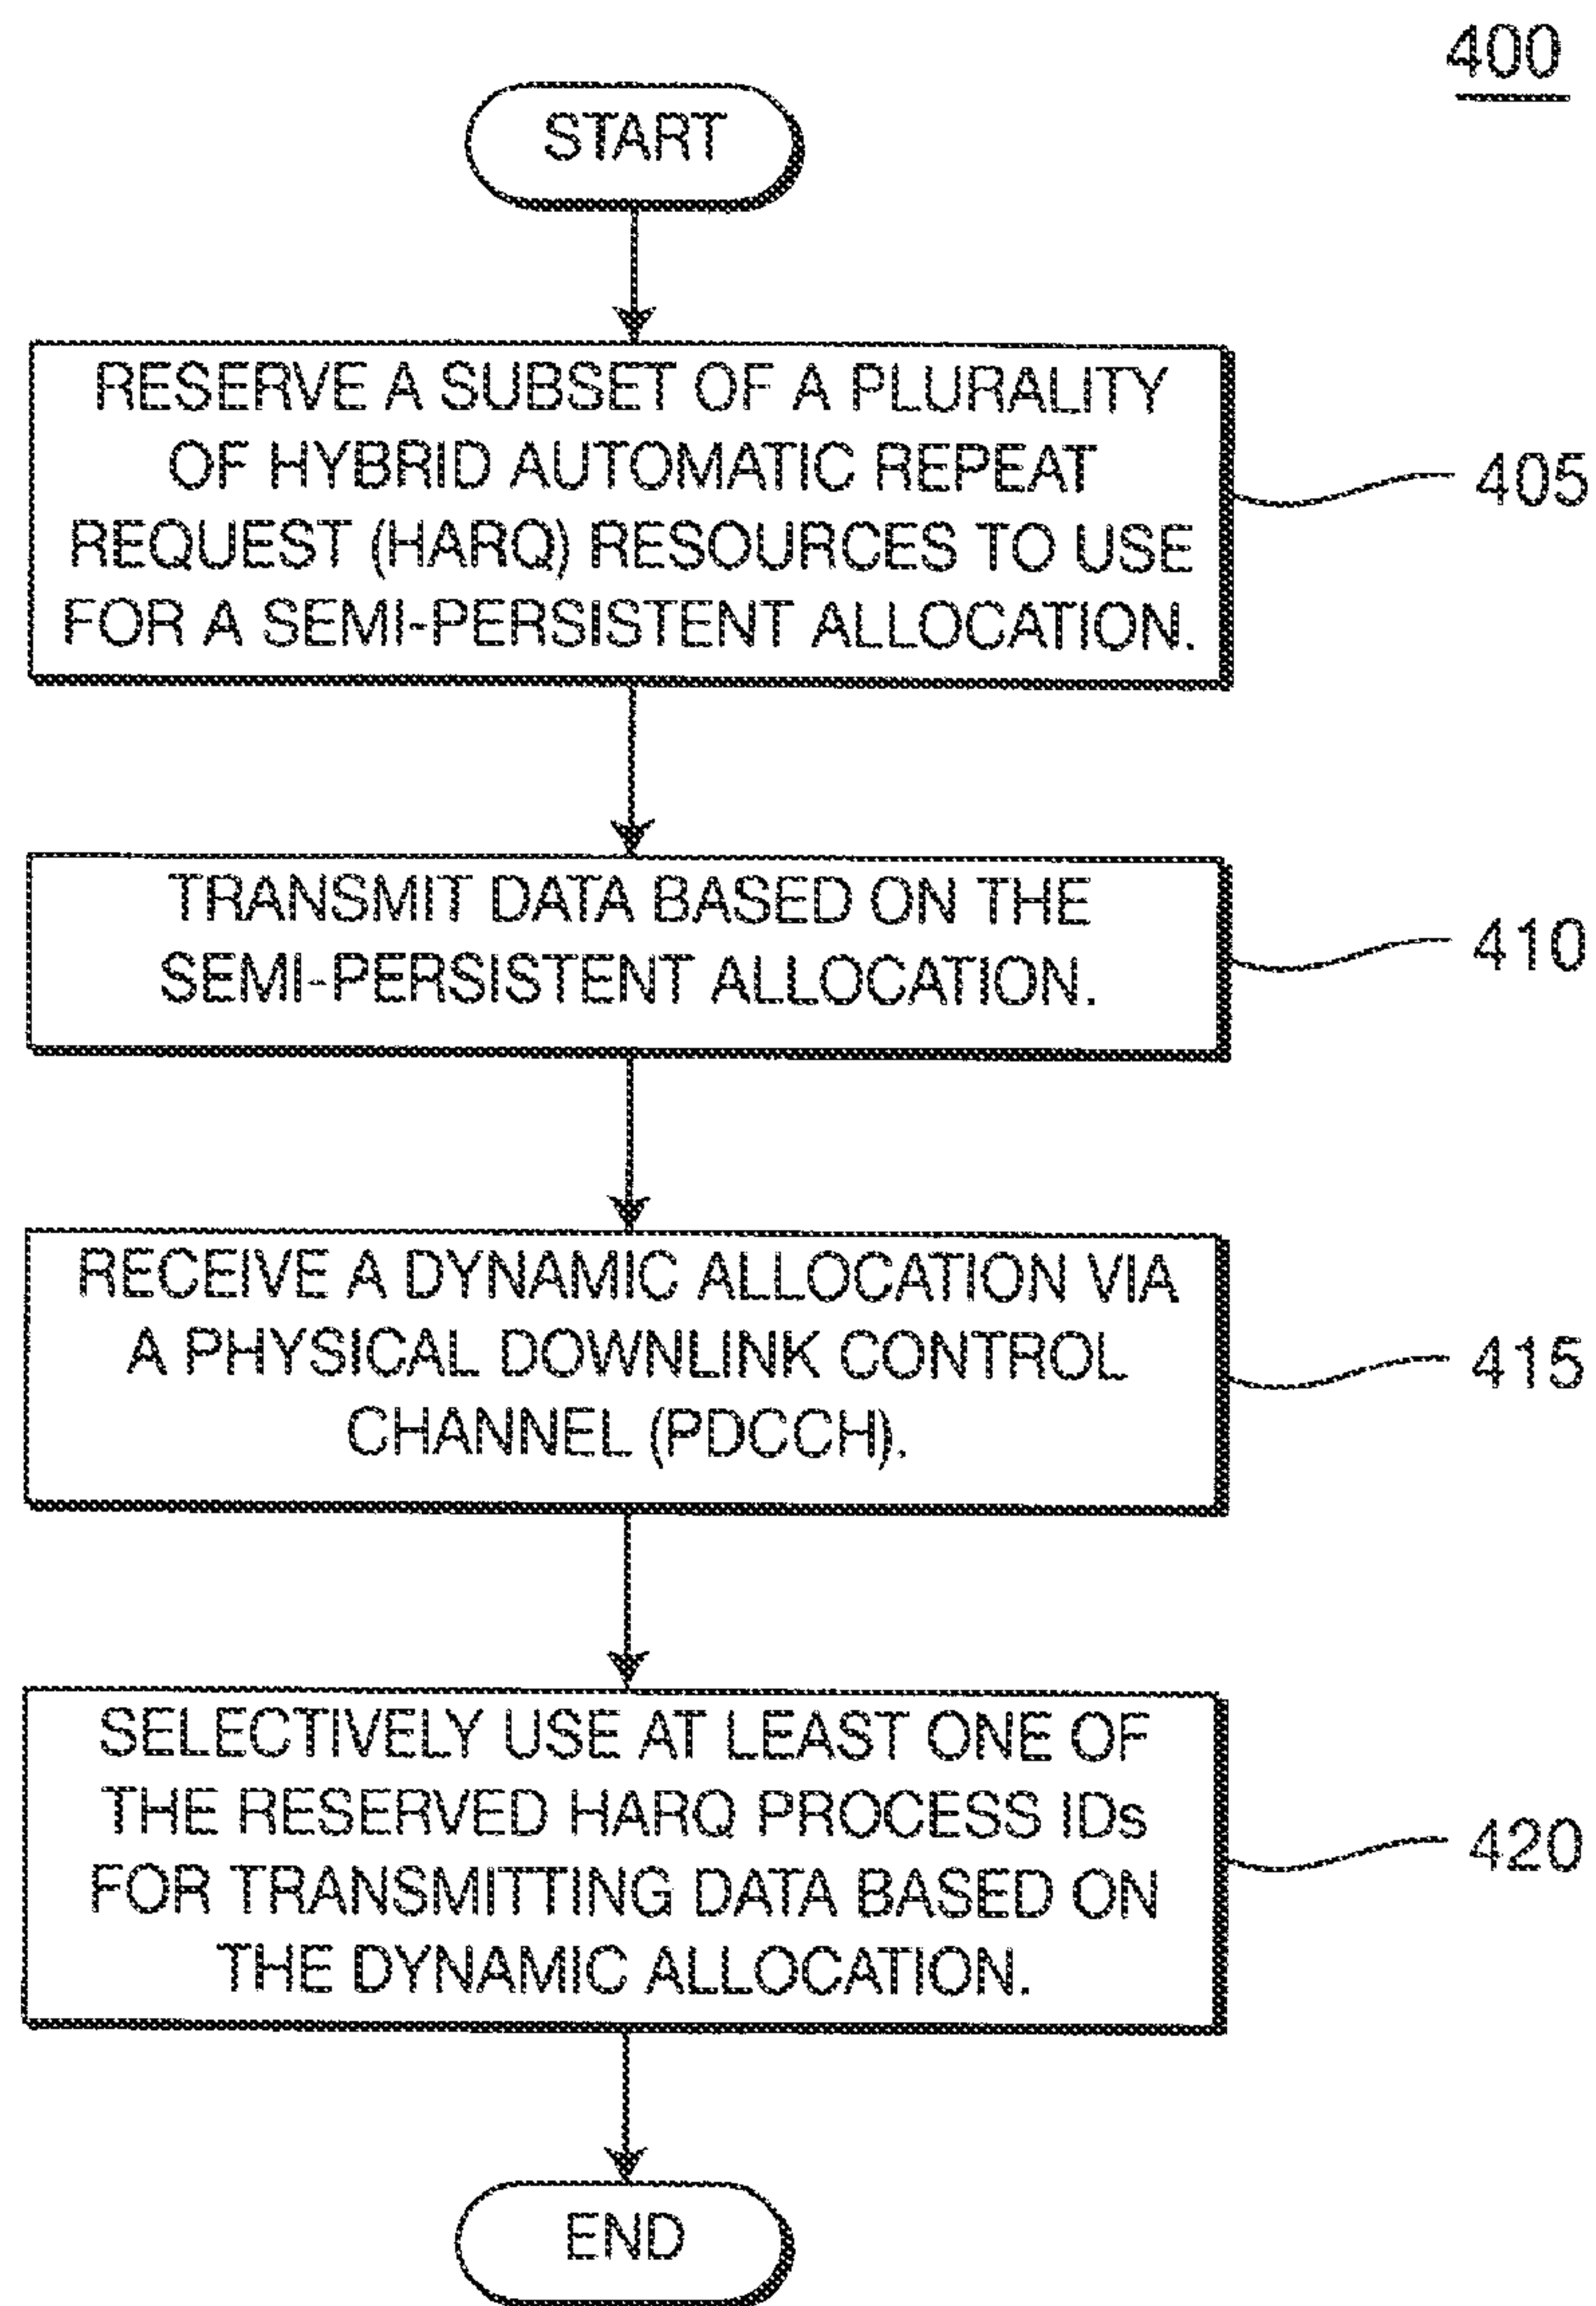 400
START
RESERVE A SUBSET OF A PLURALITY
OF HYBRID AUTOMATIC REPEAT
REQUEST (HARQ) RESOURCES TO USE
FOR A SEMI-PERSISTENT ALLOCATION.
405
TRANSMIT DATA BASED ON THE
SEMI-PERSISTENT ALLOCATION.
410
RECEIVE A DYNAMIC ALLOCATION VIA
A PHYSICAL DOWNLINK CONTROL
CHANNEL (PDCCH).
415
SELECTIVELY USE AT LEAST ONE OF
THE RESERVED HARQ PROCESS IDs
FOR TRANSMITTING DATA BASED ON
THE DYNAMIC ALLOCATION.
420
END